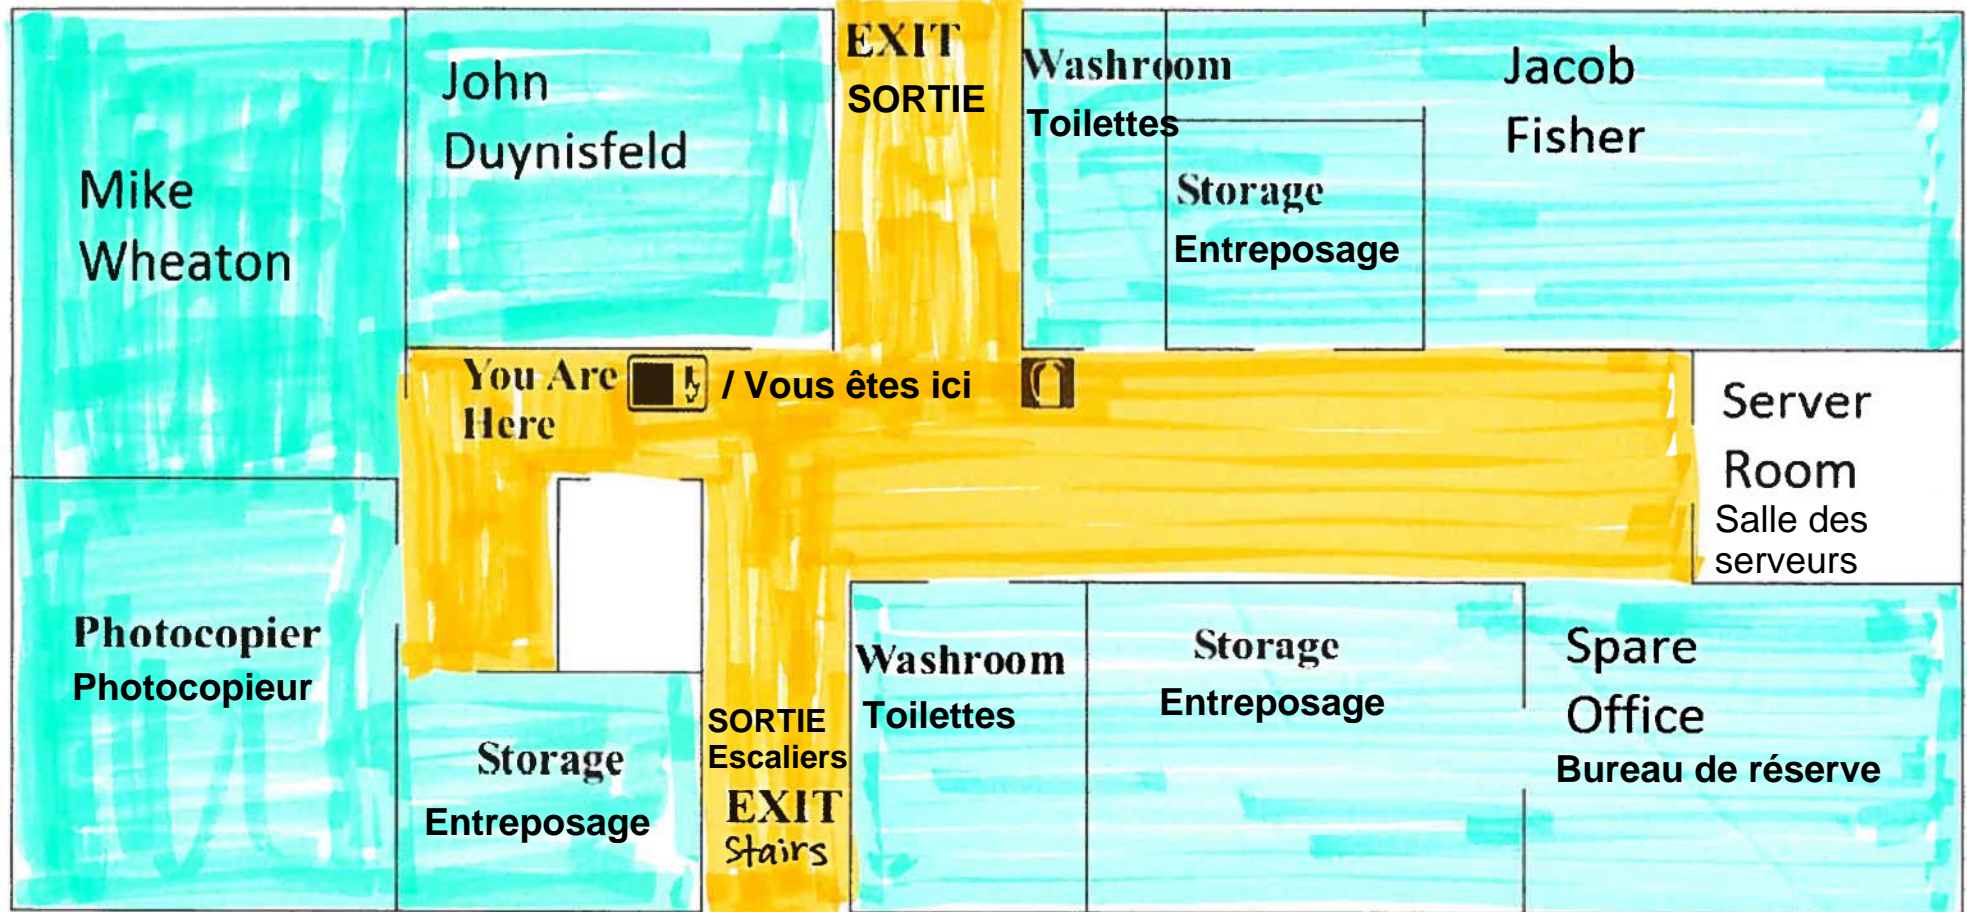 Mike
Wheaton
John
Duynisfeld
EXIT
SORTIE
Washroom
Toilettes
Storage
Entreposage
Jacob
Fisher
You Are / Vous êtes ici
Here
Server
Room
Salle des
serveurs
Photocopier
Photocopieur
Storage
Entreposage
SORTIE
Escaliers
EXIT
Stairs
Washroom
Toilettes
Storage
Entreposage
Spare
Office
Bureau de réserve